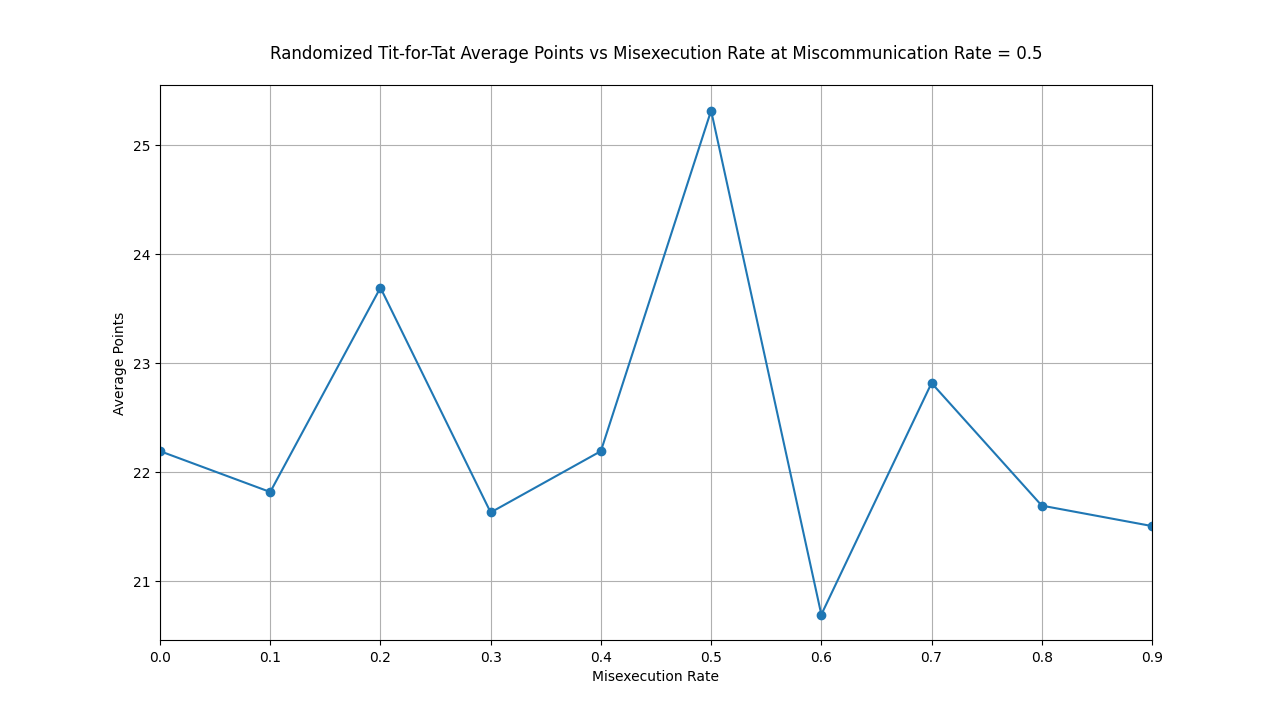 Randomized Tit-for-Tat Average Points vs Misexecution Rate at Miscommunication Rate = 0.5
25
24
23
22
21
Average Points
0.0 0.1 0.2 0.3 0.4 0.5 0.6 0.7 0.8 0.9
Misexecution Rate